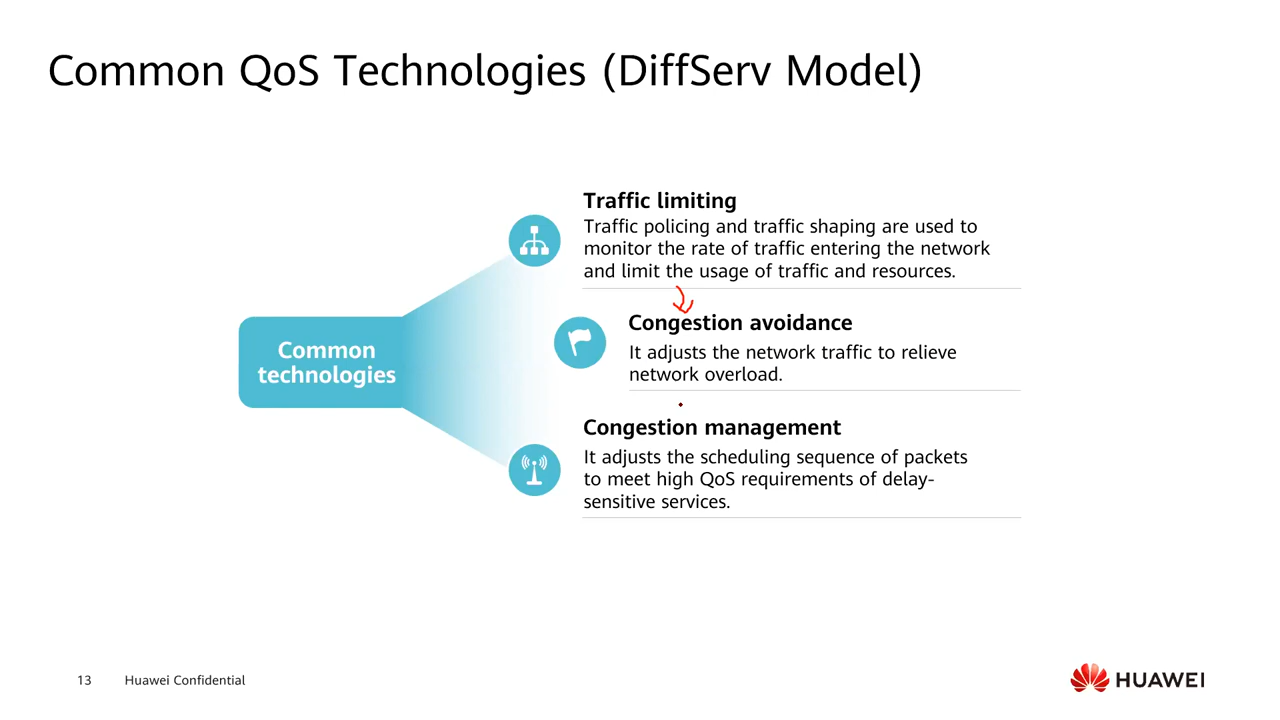 Common QoS Technologies (DiffServ Model)
Common
technologies
Traffic limiting
Traffic policing and traffic shaping are used to
monitor the rate of traffic entering the network
and limit the usage of traffic and resources.
Congestion avoidance
It adjusts the network traffic to relieve
network overload.
Congestion management
It adjusts the scheduling sequence of packets
to meet high QoS requirements of delay-
sensitive services.
13 Huawei Confidential
HUAWEI